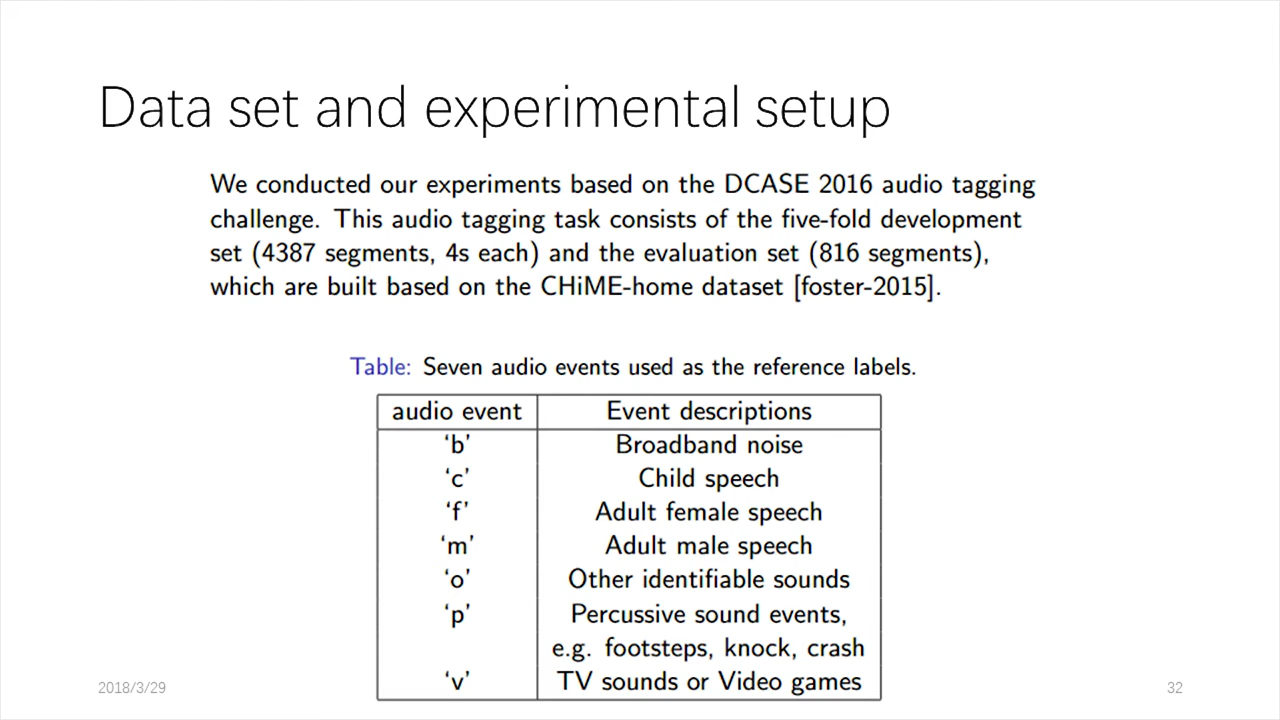 Data set and experimental setup
We conducted our experiments based on the DCASE 2016 audio tagging
challenge. This audio tagging task consists of the five-fold development
set (4387 segments, 4s each) and the evaluation set (816 segments),
which are built based on the CHiME-home dataset [foster-2015].
Table: Seven audio events used as the reference labels.
audio event Event descriptions
‘b’ Broadband noise
‘c’ Child speech
‘f’ Adult female speech
‘m’ Adult male speech
‘o’ Other identifiable sounds
‘p’ Percussive sound events,
e.g. footsteps, knock, crash
‘v’ TV sounds or Video games
2018/3/29
32